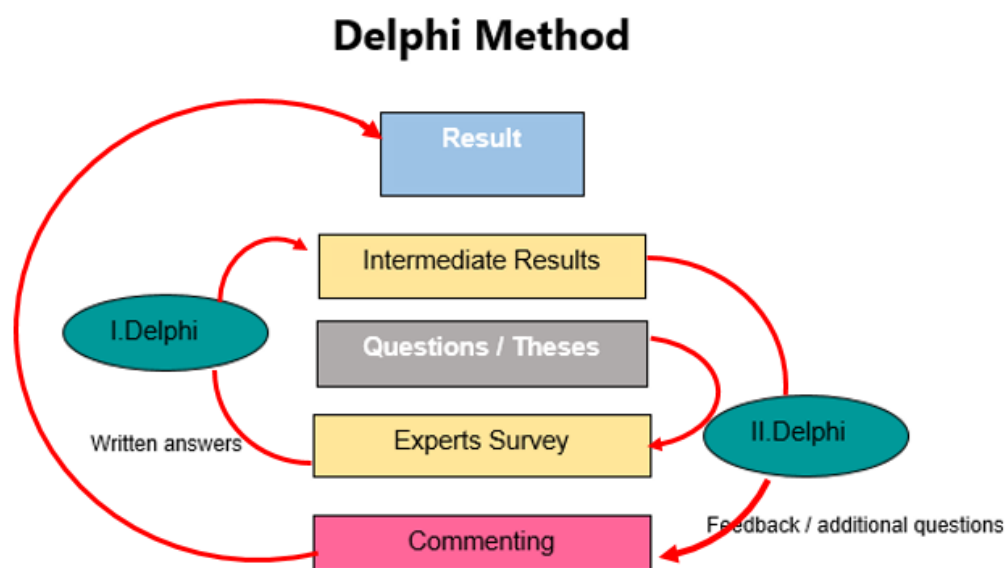 Delphi Method
Result
Intermediate Results
I.Delphi
Questions / Theses
Experts Survey
II.Delphi
Written answers
Feedback / additional questions
Commenting